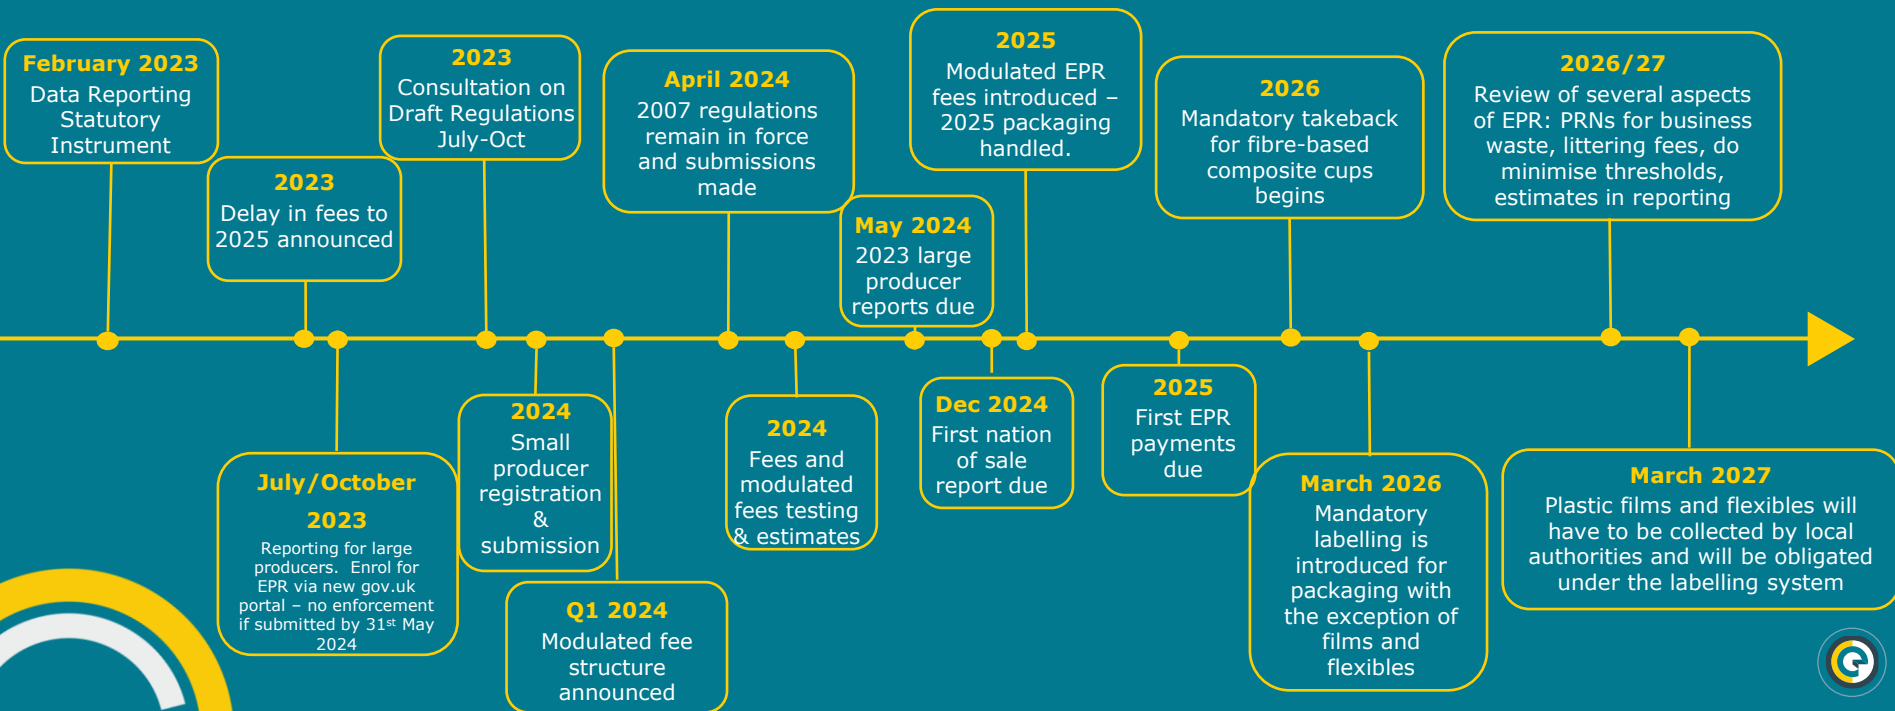 February 2023
Data Reporting
Statutory
Instrument
2023
Delay in fees to
2025 announced
July/October
2023
Reporting for large
producers.  Enrol for
EPR via new gov.uk
portal – no enforcement
if submitted by 31st May
2024
2023
Consultation on
Draft Regulations
July-Oct
2024
Small
producer
registration
&
submission
Q1 2024
Modulated fee
structure
announced
April 2024
2007 regulations
remain in force
and submissions
made
2024
Fees and
modulated
fees testing
& estimates
May 2024
2023 large
producer
reports due
Dec 2024
First nation
of sale
report due
2025
Modulated EPR
fees introduced –
2025 packaging
handled.
2025
First EPR
payments
due
2026
Mandatory takeback
for fibre-based
composite cups
begins
March 2026
Mandatory
labelling is
introduced for
packaging with
the exception of
films and
flexibles
2026/27
Review of several aspects
of EPR: PRNs for business
waste, littering fees, do
minimise thresholds,
estimates in reporting
March 2027
Plastic films and flexibles will
have to be collected by local
authorities and will be obligated
under the labelling system